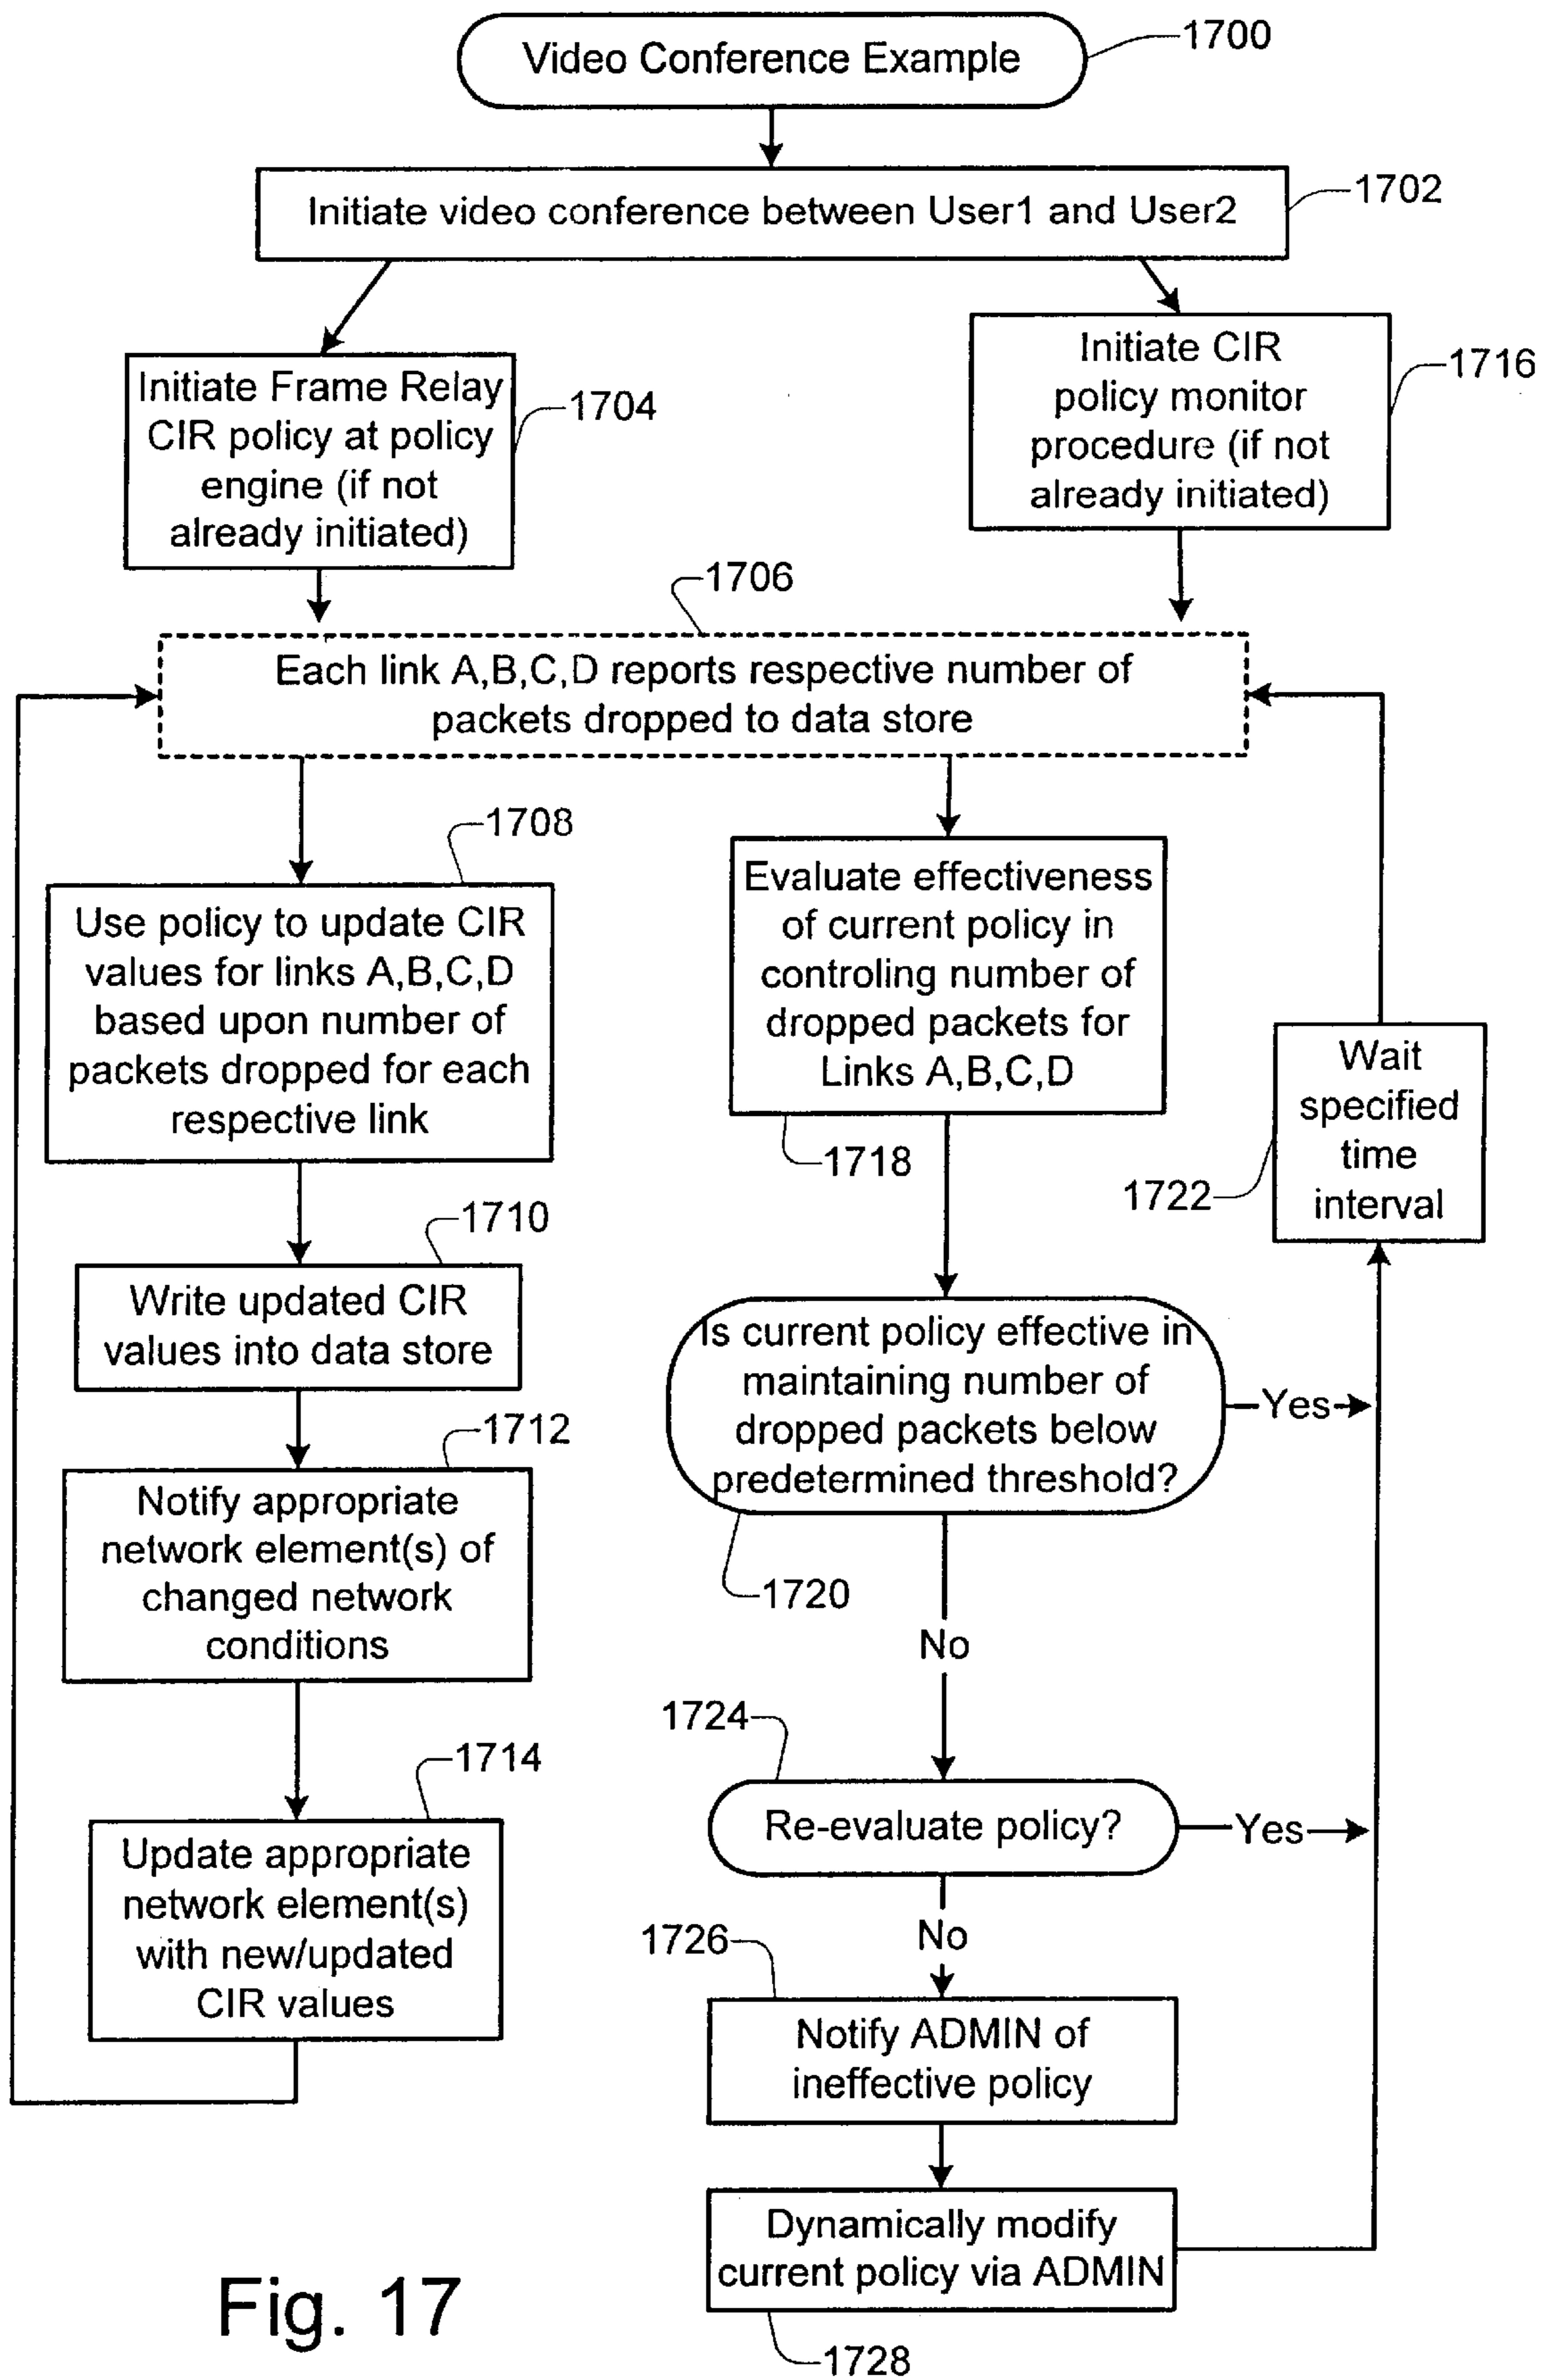 Video Conference Example
1700
Initiate video conference between User1 and User2
1702
Initiate Frame Relay
CIR policy at policy
engine (if not
already initiated)
1704
Initiate CIR
policy monitor
procedure (if not
already initiated)
1716
1706
Each link A,B,C,D reports respective number of
packets dropped to data store
1708
Use policy to update CIR
values for links A,B,C,D
based upon number of
packets dropped for each
respective link
1710
Write updated CIR
values into data store
1712
Notify appropriate
network element(s) of
changed network
conditions
1714
Update appropriate
network element(s)
with new/updated
CIR values
Evaluate effectiveness
of current policy in
controling number of
dropped packets for
Links A,B,C,D
1718
Wait
specified
time
interval
1722
Is current policy effective in
maintaining number of
dropped packets below
predetermined threshold?
Yes
1720
No
1724
Re-evaluate policy?
Yes
No
1726
Notify ADMIN of
ineffective policy
Dynamically modify
current policy via ADMIN
1728
Fig. 17